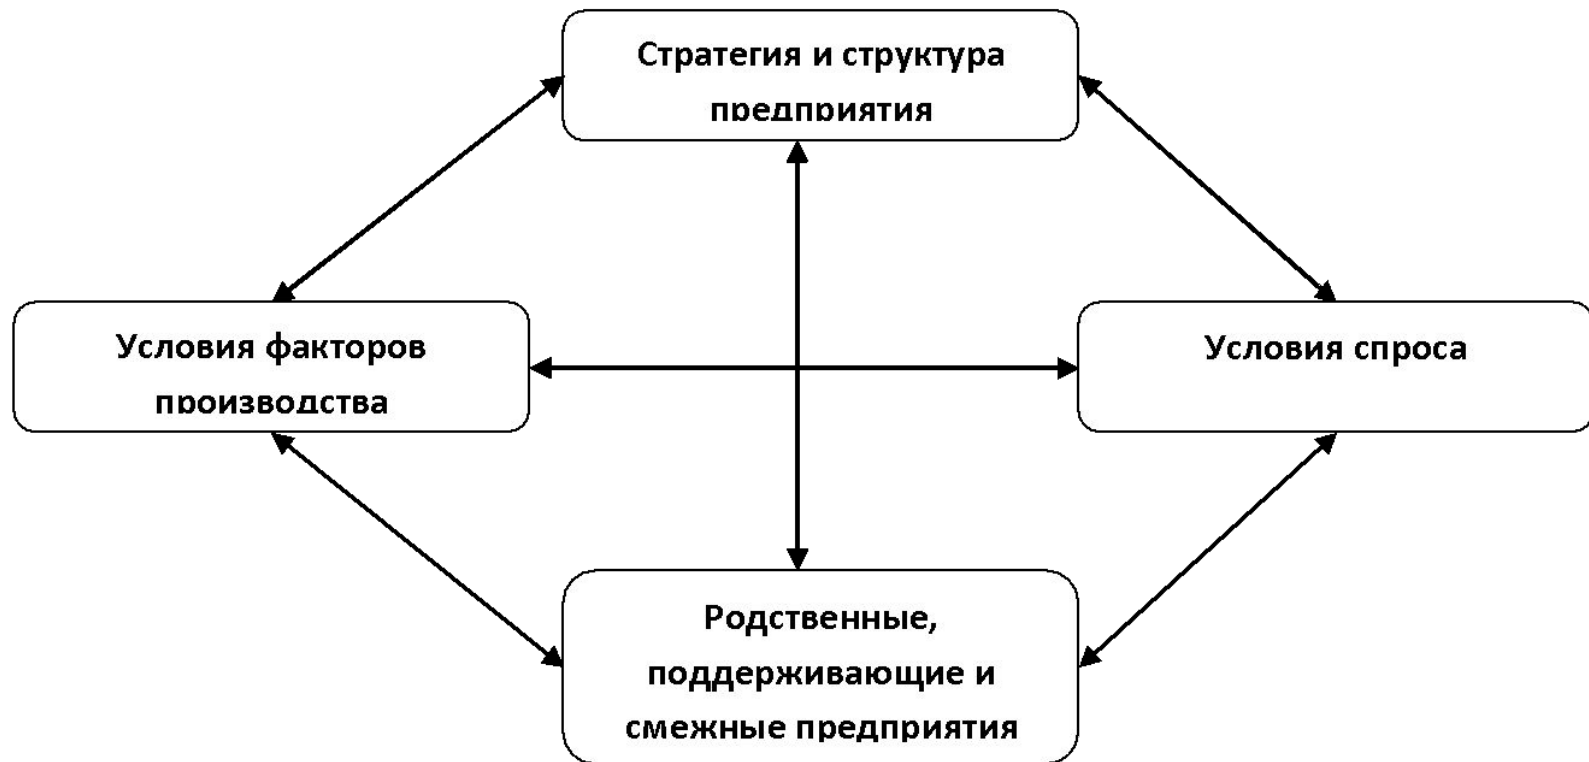 Стратегия и структура
предприятия
Условия факторов
производства
Условия спроса
Родственные,
поддерживающие и
смежные предприятия